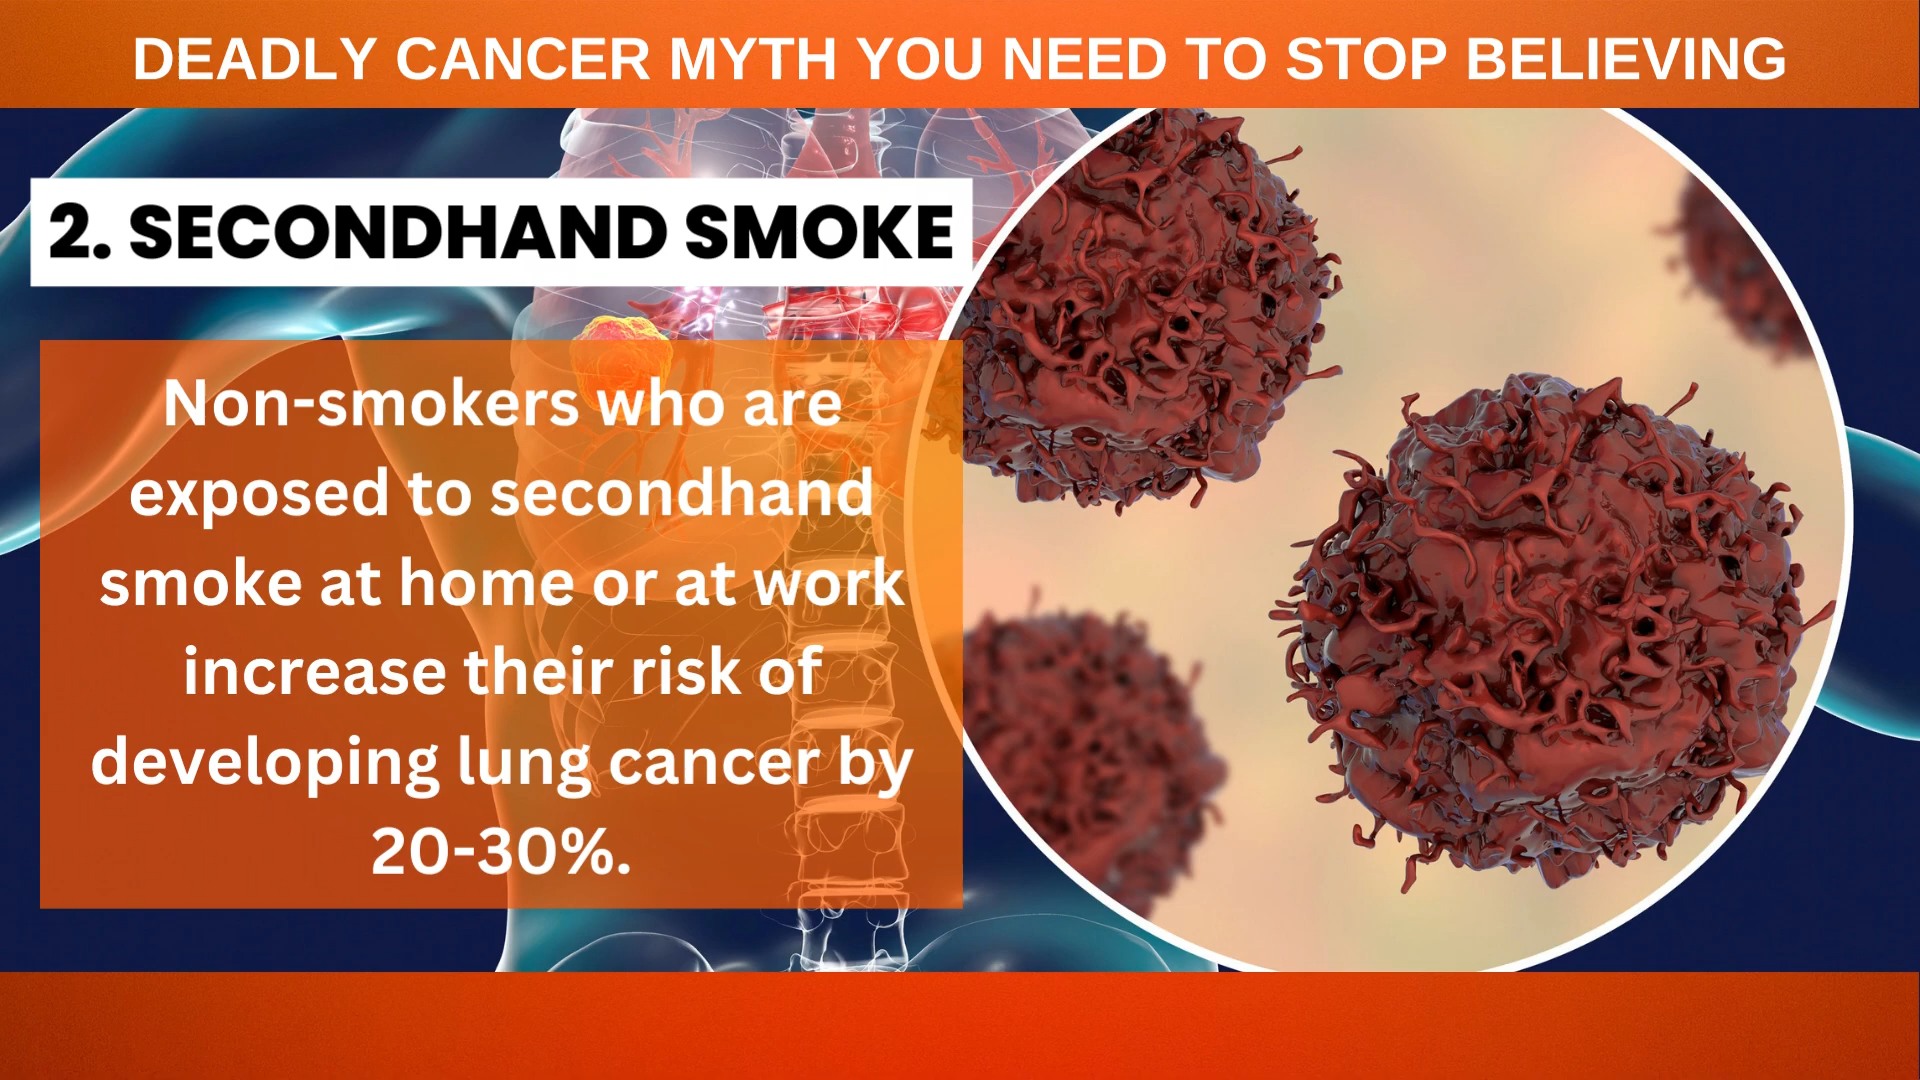 DEADLY CANCER MYTH YOU NEED TO STOP BELIEVING
2. SECONDHAND SMOKE
Non-smokers who are
exposed to secondhand
smoke at home or at work
increase their risk of
developing lung cancer by
20-30%.